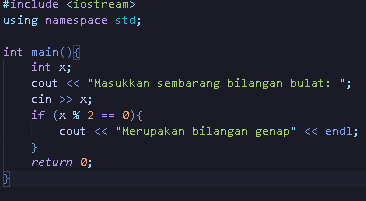 #include <iostream>
using namespace std;
int main(){
    int x;
    cout << "Masukkan sembarang bilangan bulat: ";
    cin >> x;
    if (x % 2 == 0){
        cout << "Merupakan bilangan genap" << endl;
    }
    return 0;
}